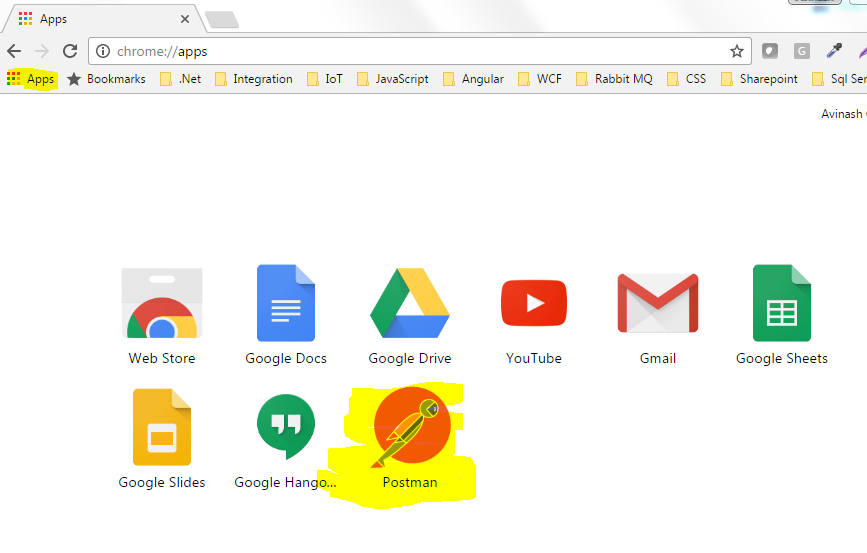 Apps
chrome://apps
Apps Bookmarks .Net Integration IoT JavaScript Angular WCF Rabbit MQ CSS Sharepoint Sql Ser
Avinash
G
Web Store Google Docs Google Drive YouTube Gmail Google Sheets
Google Slides Google Hango... Postman